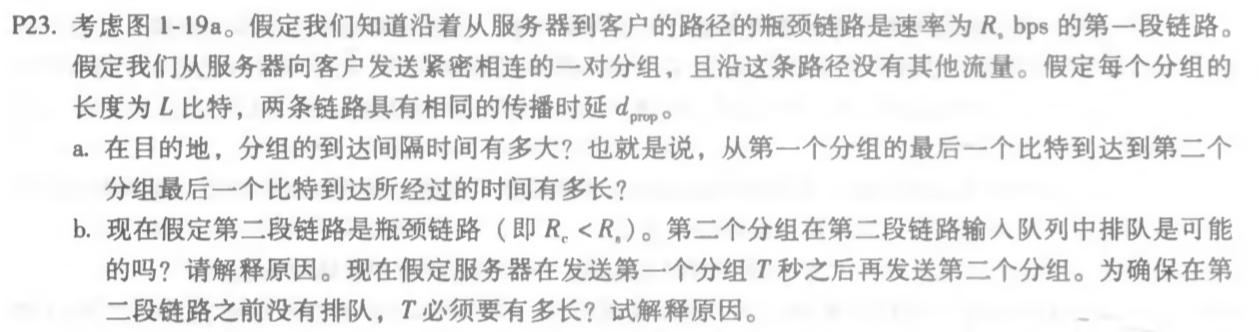 P23. 考虑图 1-19a。假定我们知道沿着从服务器到客户的路径的瓶颈链路是速率为 Rₛ bps 的第一段链路。
假定我们从服务器向客户发送紧密相连的一对分组，且沿这条路径没有其他流量。假定每个分组的
长度为 L 比特，两条链路具有相同的传播时延 d_prop。
a. 在目的地，分组的到达间隔时间有多大？也就是说，从第一个分组的最后一个比特到达到第二个
分组最后一个比特到达所经过的时间有多长？
b. 现在假定第二段链路是瓶颈链路（即 R_c < Rₛ）。第二个分组在第二段链路输入队列中排队是可能
的吗？请解释原因。现在假定服务器在发送第一个分组 T 秒之后再发送第二个分组。为确保在第
二段链路之前没有排队，T 必须要有多长？试解释原因。